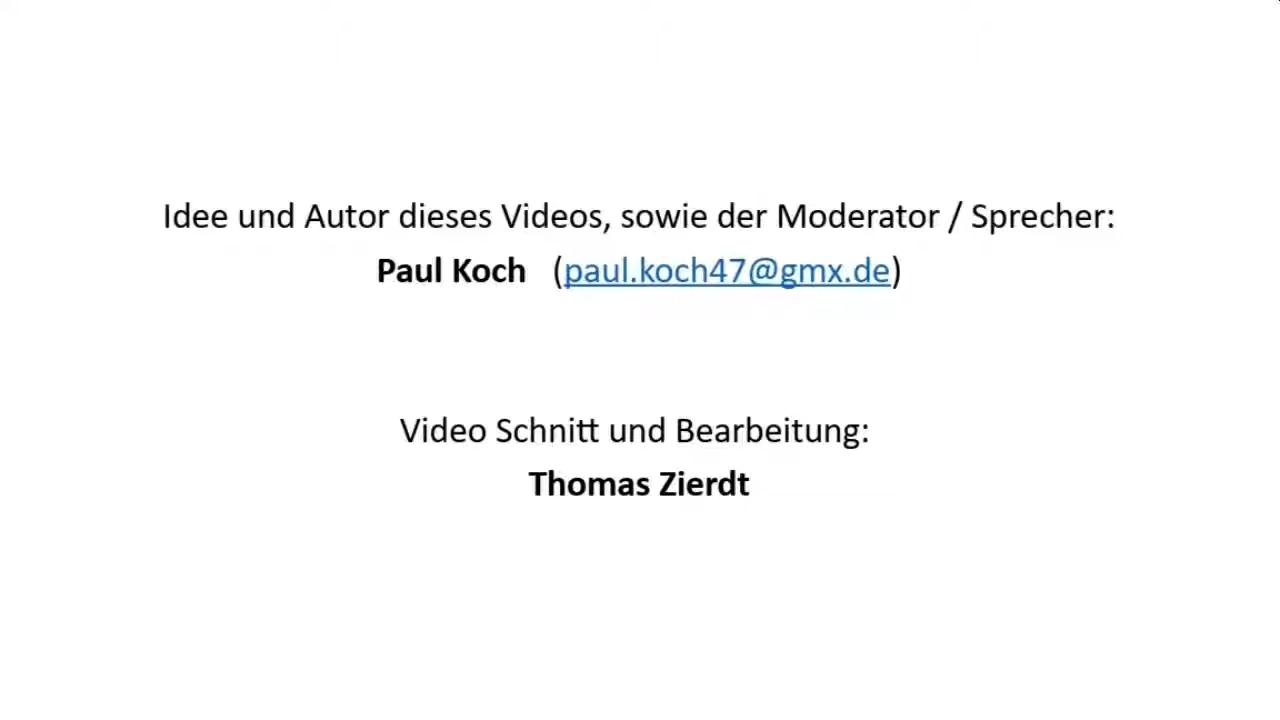 Idee und Autor dieses Videos, sowie der Moderator / Sprecher:
Paul Koch (paul.koch47@gmx.de)
Video Schnitt und Bearbeitung:
Thomas Zierdt